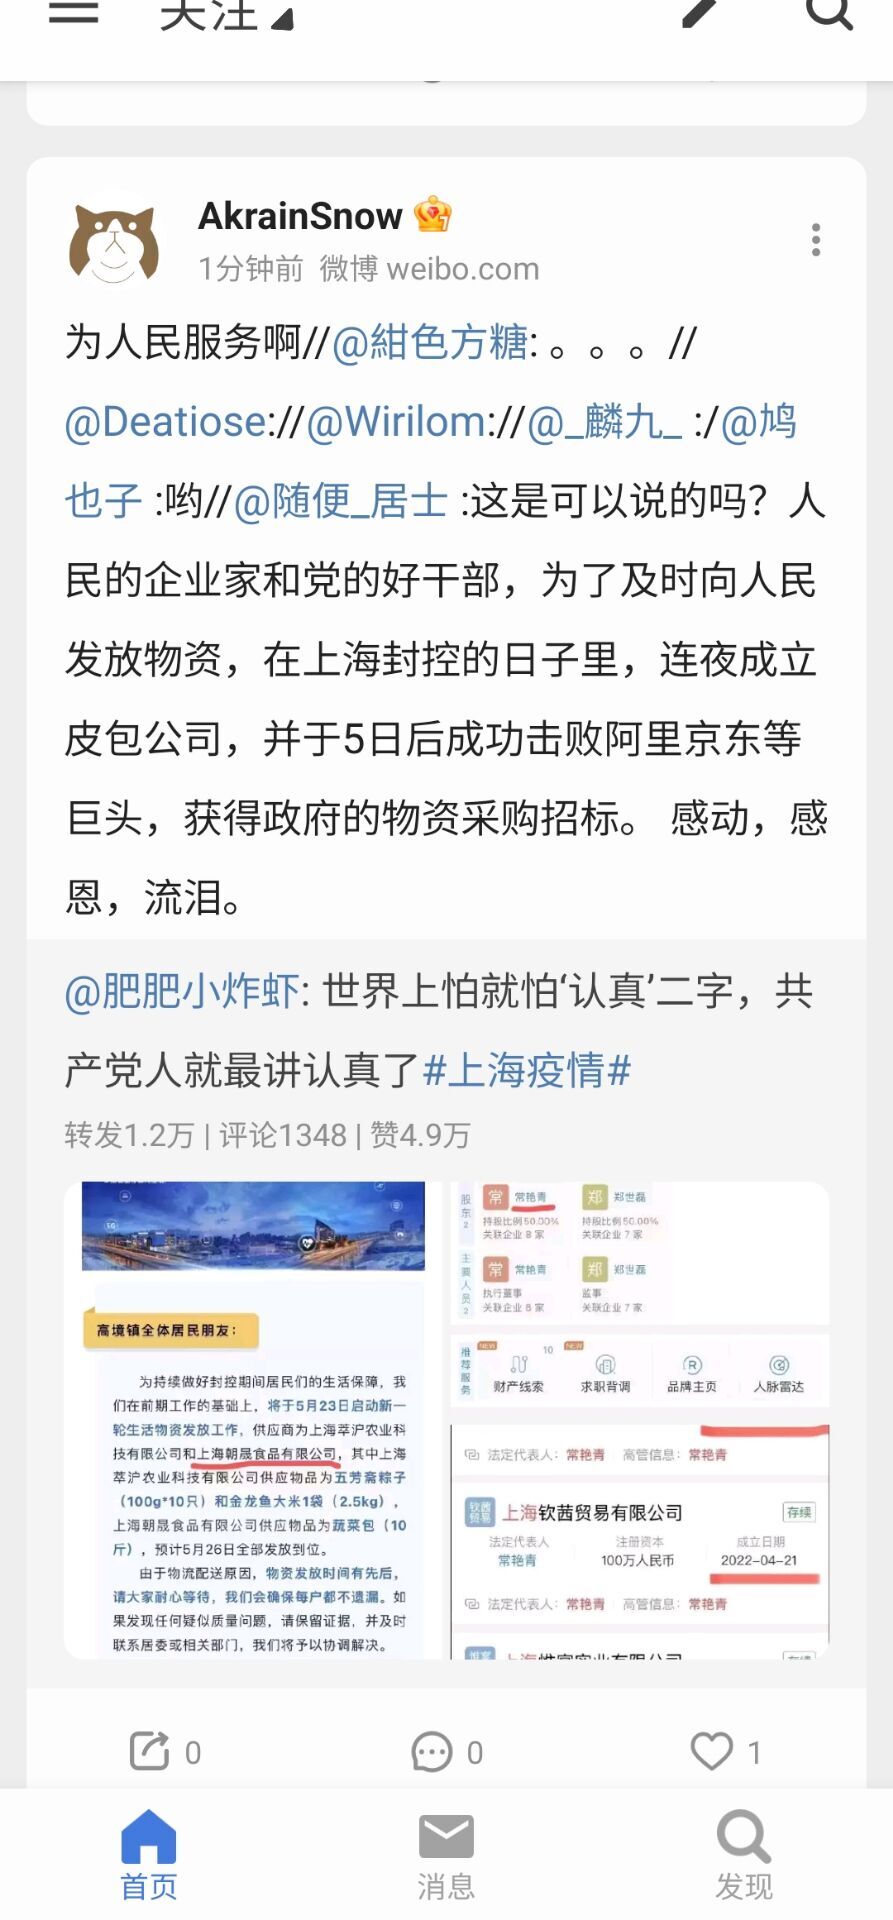 关注
AkrainSnow
1分钟前 微博 weibo.com
为人民服务啊//@紺色方糖: 。。。//
@Deatiose://@Wirilom://@_麟九_ :/@鸠
也子 :哟//@随便_居士 :这是可以说的吗？人
民的企业家和党的好干部，为了及时向人民
发放物资，在上海封控的日子里，连夜成立
皮包公司，并于5日后成功击败阿里京东等
巨头，获得政府的物资采购招标。 感动，感
恩，流泪。
@肥肥小炸虾: 世界上怕就怕‘认真’二字，共
产党人就最讲认真了#上海疫情#
转发1.2万 | 评论1348 | 赞4.9万
高境镇全体居民朋友：
为持续做好封控期间居民们的生活保障，我
们在前期工作的基础上，将于5月23日启动新一
轮生活物资发放工作，供应商为上海萃沪农业科
技有限公司和上海朝晟食品有限公司，其中上海
萃沪农业科技有限公司供应物品为五芳斋粽子
（100g*10只）和金龙鱼大米1袋（2.5kg），
上海朝晟食品有限公司供应物品为蔬菜包（10
斤），预计5月26日全部发放到位。
由于物流配送原因，物资发放时间有先后，
请大家耐心等待，我们会确保每户都不遗漏。如
果发现任何疑似质量问题，请保留证据，并及时
联系居委或相关部门，我们将予以协调解决。
股东2
常 常艳青 郑 郑世磊
持股比例50.00% 持股比例50.00%
关联企业 8 家 关联企业 7 家
主要人员2
常 常艳青 郑 郑世磊
执行董事 监事
关联企业 8 家 关联企业 7 家
推荐服务
NEW 10 NEW
财产线索 求职背调 品牌主页 人脉雷达
法定代表人：常艳青 高管信息：常艳青
钦茜贸易 上海钦茜贸易有限公司 存续
法定代表人 注册资本 成立日期
常艳青 100万人民币 2022-04-21
法定代表人：常艳青 高管信息：常艳青
0 0 1
首页 消息 发现